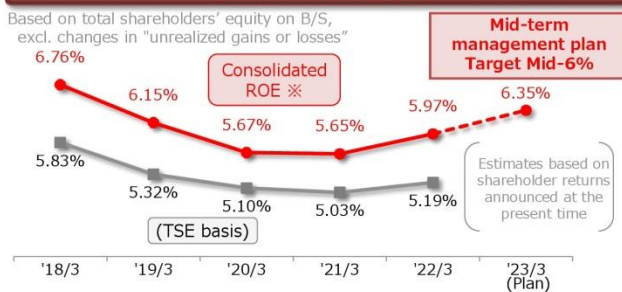 Based on total shareholders' equity on B/S,
excl. changes in "unrealized gains or losses”
Mid-term
management plan
Target Mid-6%
6.76%
Consolidated
ROE ※
6.15%
5.67%
5.65%
5.97%
6.35%
5.83%
5.32%
5.10%
5.03%
5.19%
(TSE basis)
Estimates based on
shareholder returns
announced at the
present time
'18/3 '19/3 '20/3 '21/3 '22/3 '23/3
(Plan)